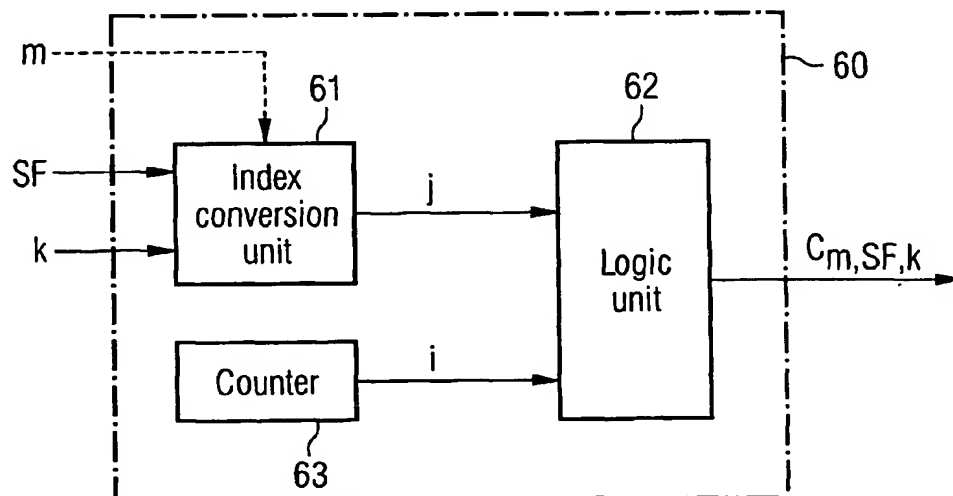 m
60
61
62
SF
Index
conversion
unit
j
k
Logic
unit
C_{m,SF,k}
Counter
i
63